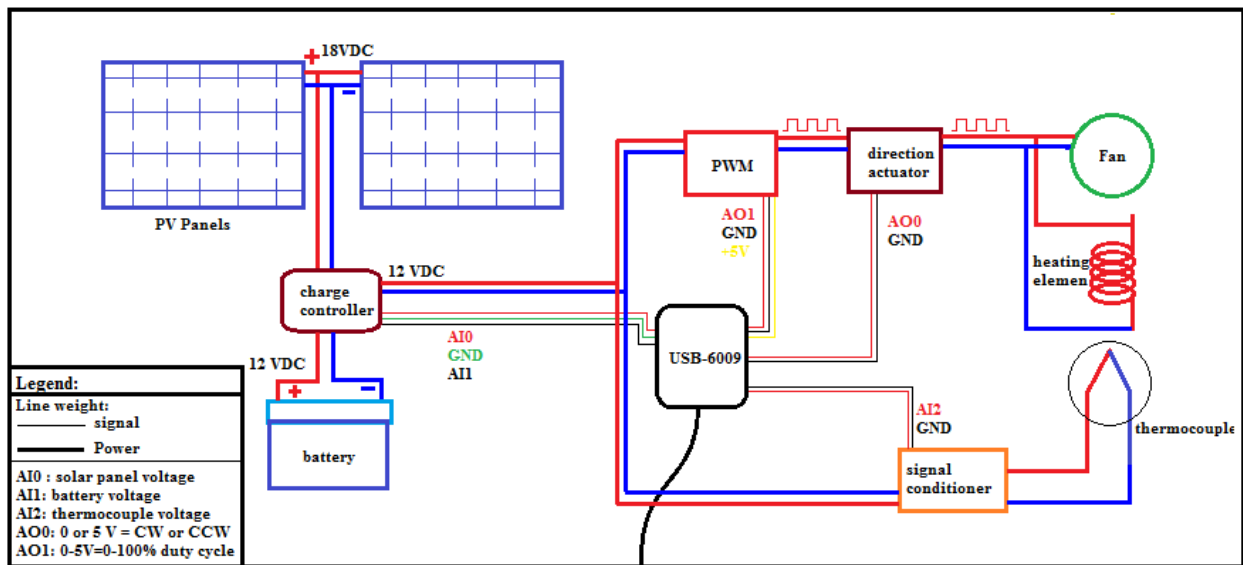 +
18VDC
-
PV Panels
PWM
direction
actuator
Fan
AO1
GND
+5V
AO0
GND
heating
elemen
12 VDC
charge
controller
AI0
GND
AI1
USB-6009
12 VDC
+
-
battery
AI2
GND
thermocouple
signal
conditioner
Legend:
Line weight:
signal
Power
AI0 : solar panel voltage
AI1: battery voltage
AI2: thermocouple voltage
AO0: 0 or 5 V = CW or CCW
AO1: 0-5V=0-100% duty cycle